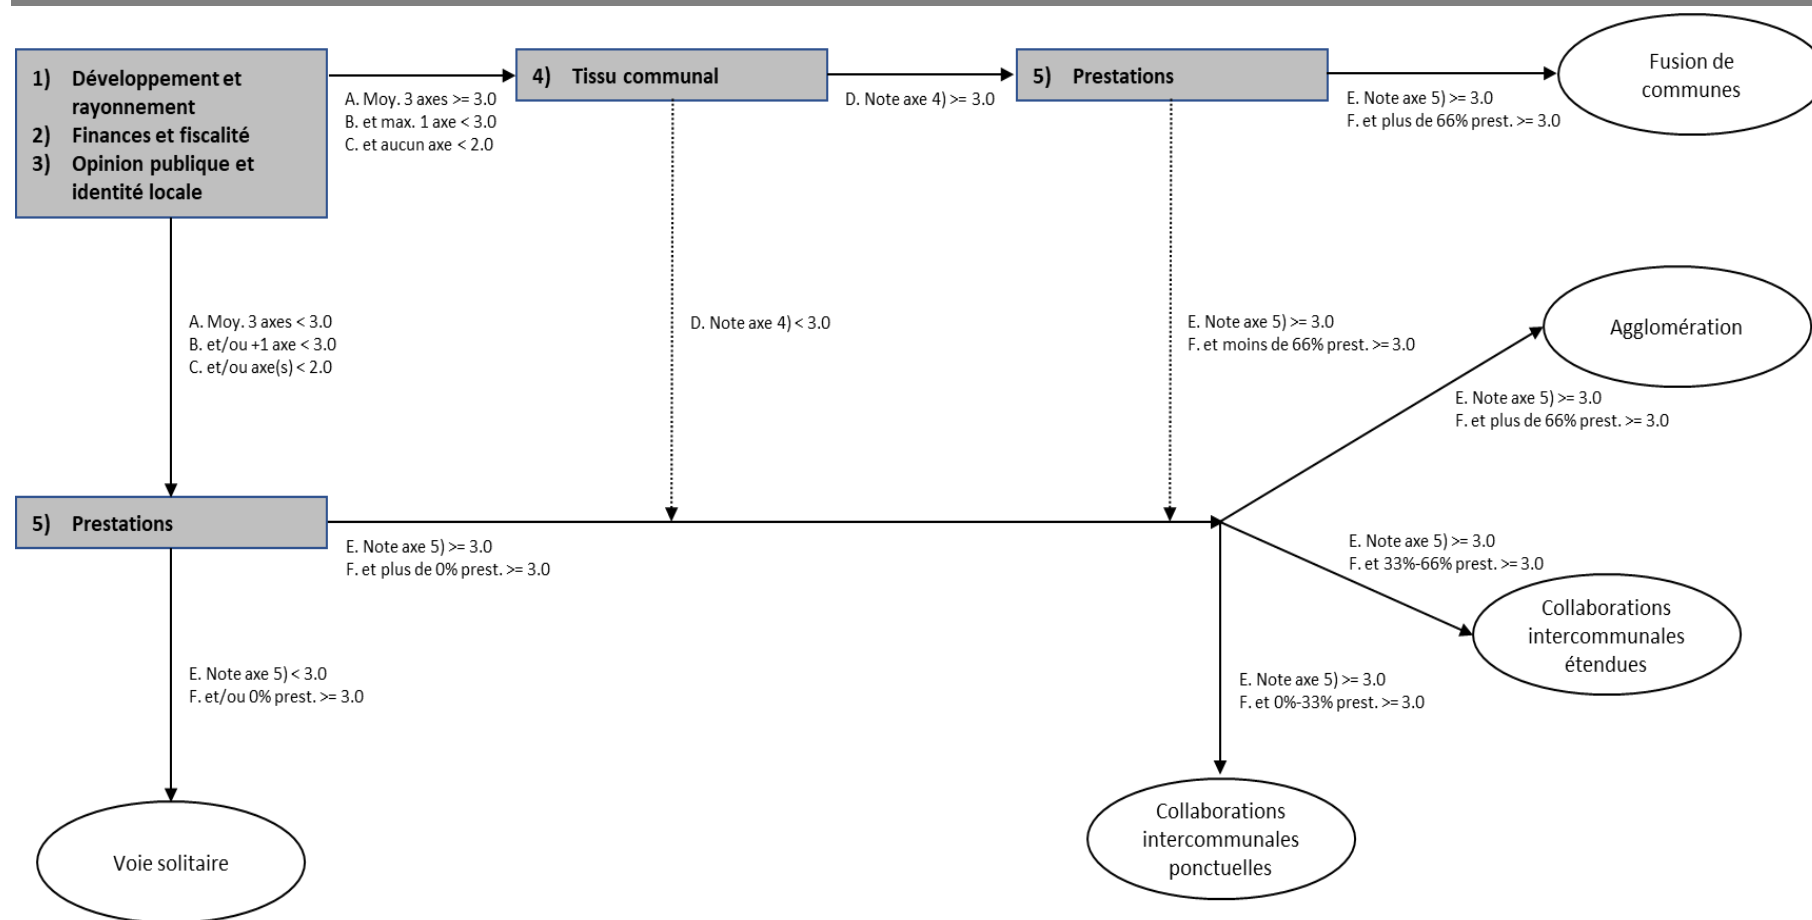 1) Développement et
rayonnement
2) Finances et fiscalité
3) Opinion publique et
identité locale
A. Moy. 3 axes >= 3.0
B. et max. 1 axe < 3.0
C. et aucun axe < 2.0
4) Tissu communal
D. Note axe 4) >= 3.0
5) Prestations
E. Note axe 5) >= 3.0
F. et plus de 66% prest. >= 3.0
Fusion de
communes
A. Moy. 3 axes < 3.0
B. et/ou +1 axe < 3.0
C. et/ou axe(s) < 2.0
D. Note axe 4) < 3.0
E. Note axe 5) >= 3.0
F. et moins de 66% prest. >= 3.0
Agglomération
E. Note axe 5) >= 3.0
F. et plus de 66% prest. >= 3.0
5) Prestations
E. Note axe 5) >= 3.0
F. et plus de 0% prest. >= 3.0
E. Note axe 5) >= 3.0
F. et 33%-66% prest. >= 3.0
Collaborations
intercommunales
étendues
E. Note axe 5) < 3.0
F. et/ou 0% prest. >= 3.0
E. Note axe 5) >= 3.0
F. et 0%-33% prest. >= 3.0
Voie solitaire
Collaborations
intercommunales
ponctuelles